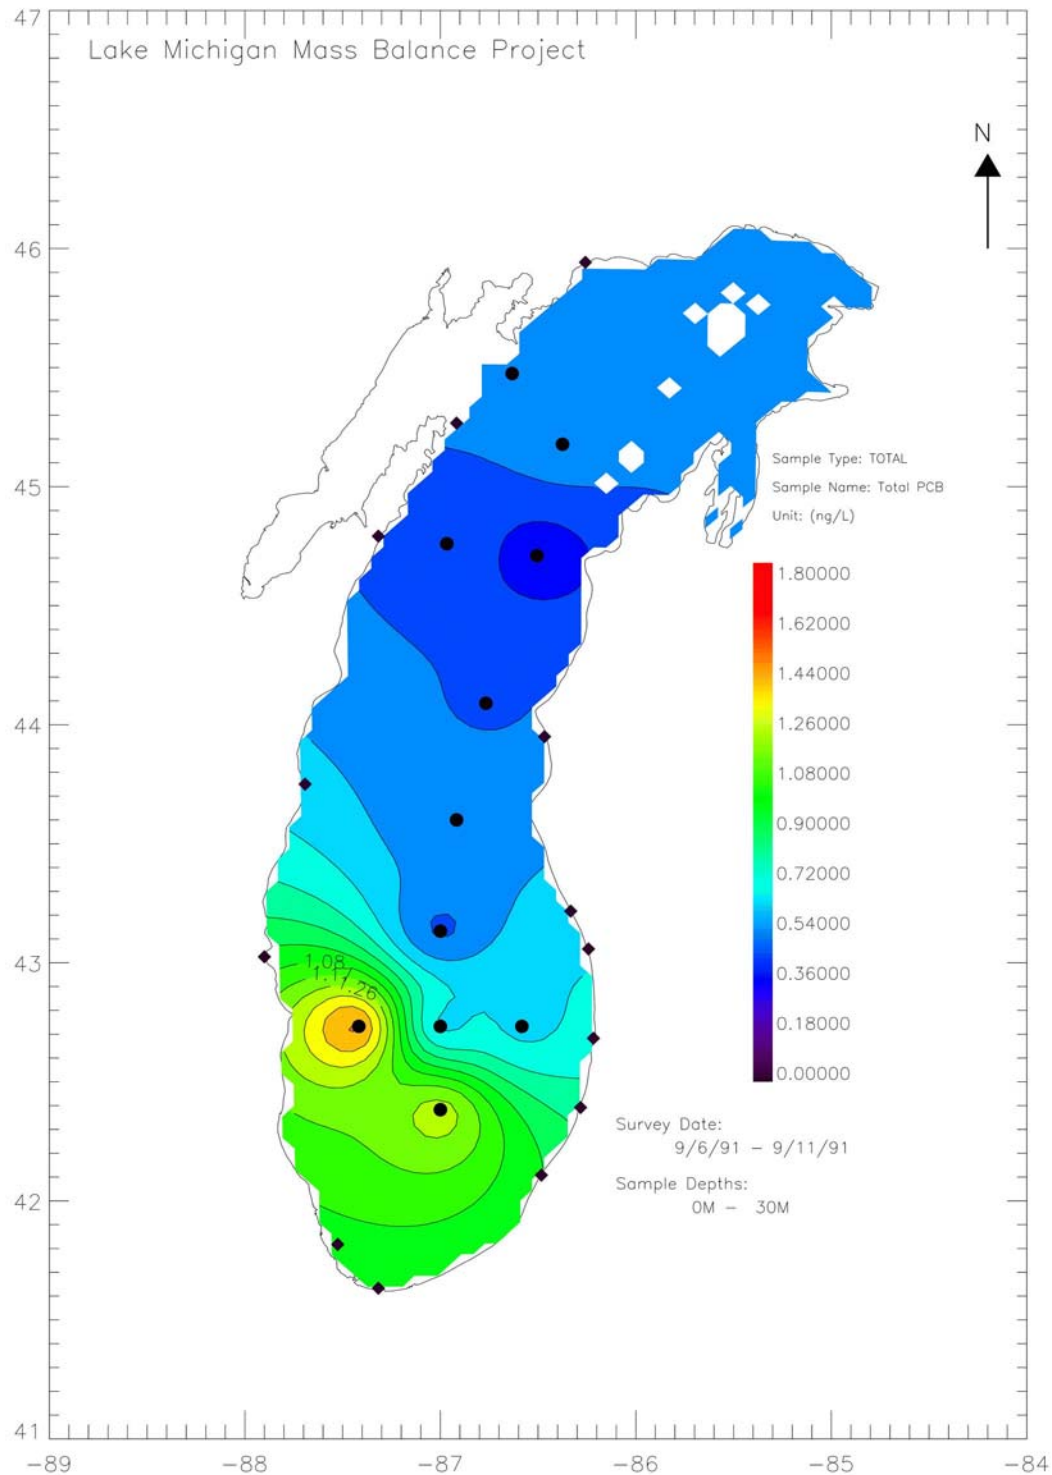 47
Lake Michigan Mass Balance Project
N
46
45
Sample Type: TOTAL
Sample Name: Total PCB
Unit: (ng/L)
1.80000
1.62000
1.44000
1.26000
1.08000
0.90000
0.72000
0.54000
0.36000
0.18000
0.00000
44
43
1.08
1.26
Survey Date:
9/6/91 - 9/11/91
Sample Depths:
0M - 30M
42
41
-89
-88
-87
-86
-85
-84